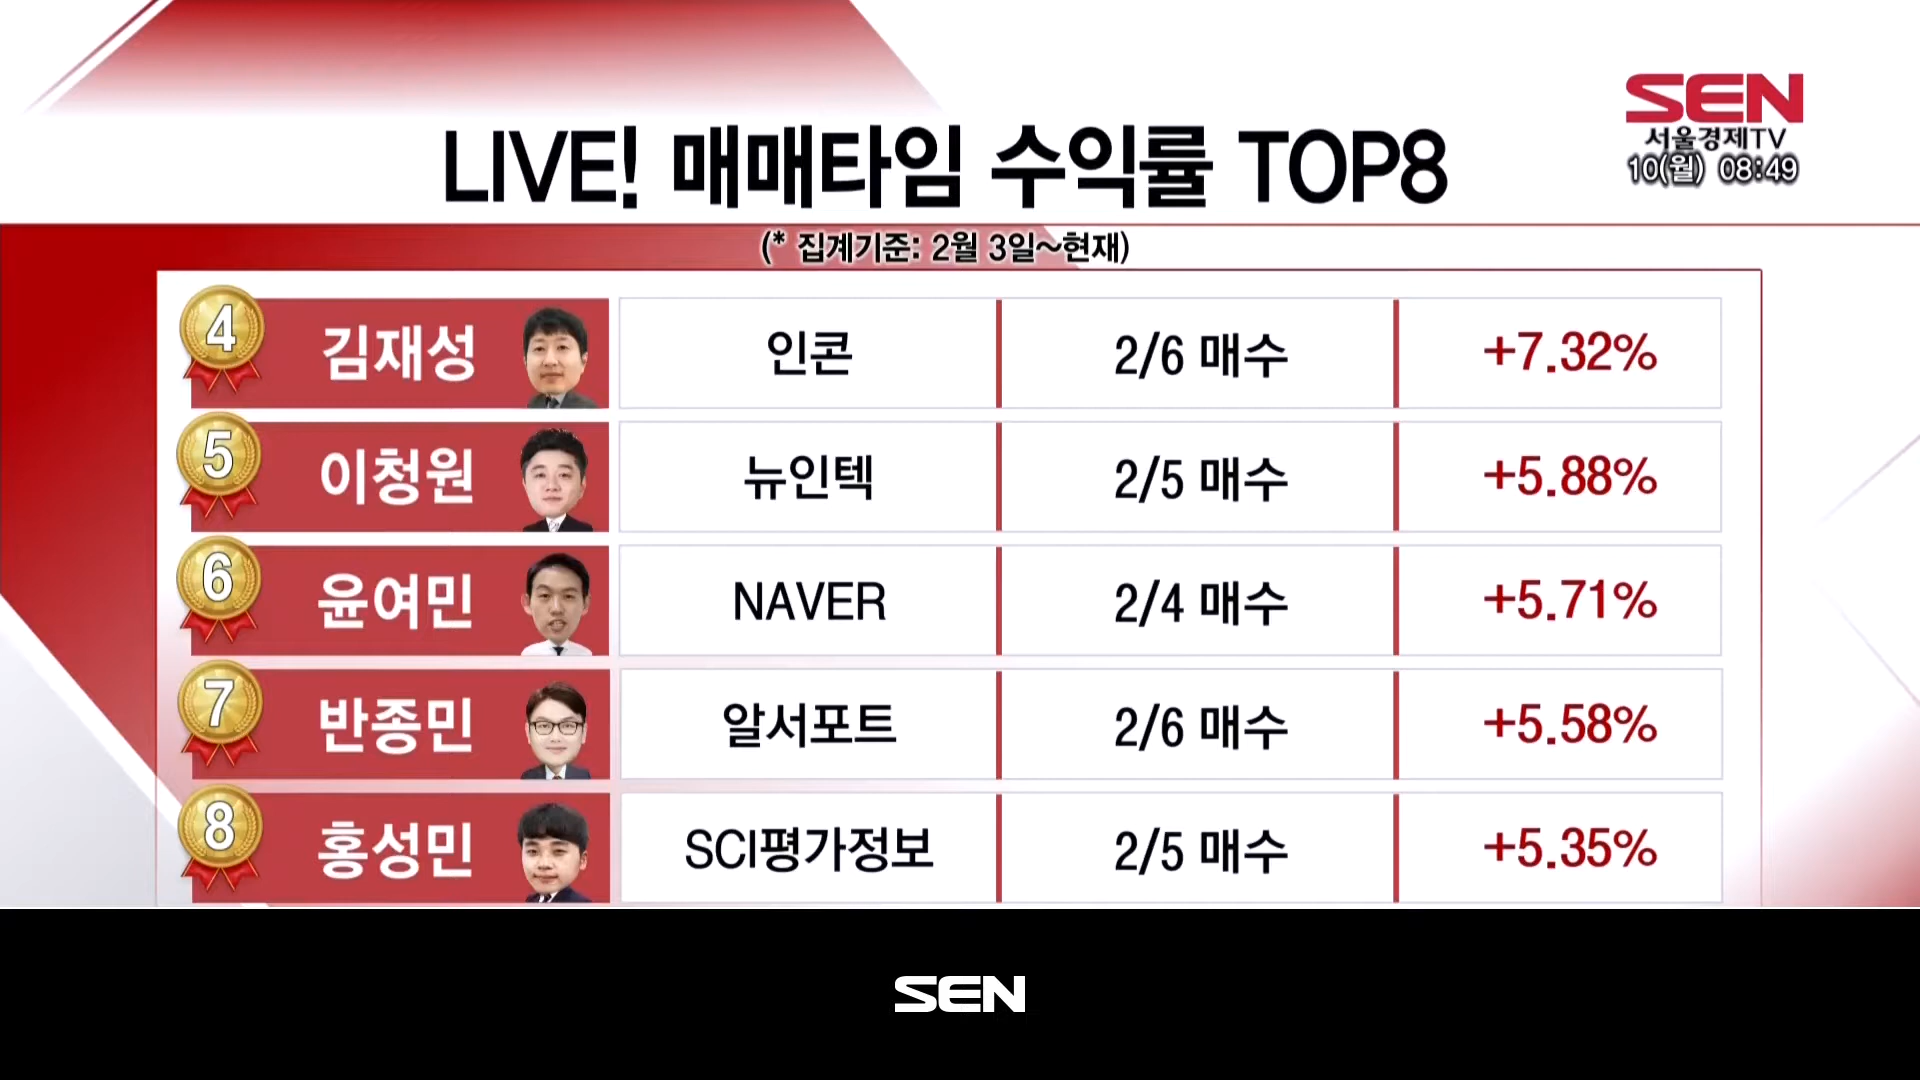 SEN
서울경제TV
10(월) 08:49
LIVE! 매매타임 수익률 TOP8
(* 집계기준: 2월 3일~현재)
4 김재성 인콘 2/6 매수 +7.32%
5 이청원 뉴인텍 2/5 매수 +5.88%
6 윤여민 NAVER 2/4 매수 +5.71%
7 반종민 알서포트 2/6 매수 +5.58%
8 홍성민 SCI평가정보 2/5 매수 +5.35%
SEN